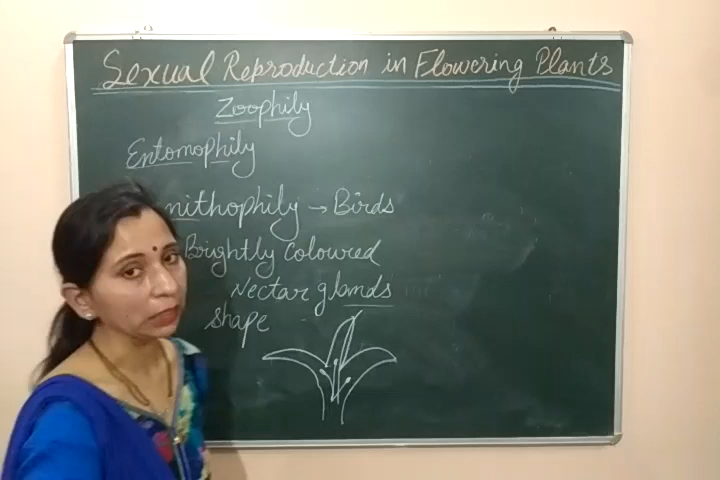 Sexual Reproduction in Flowering Plants
Zoophily
Entomophily
nithophily → Birds
Brightly Coloured
Nectar glands
Shape